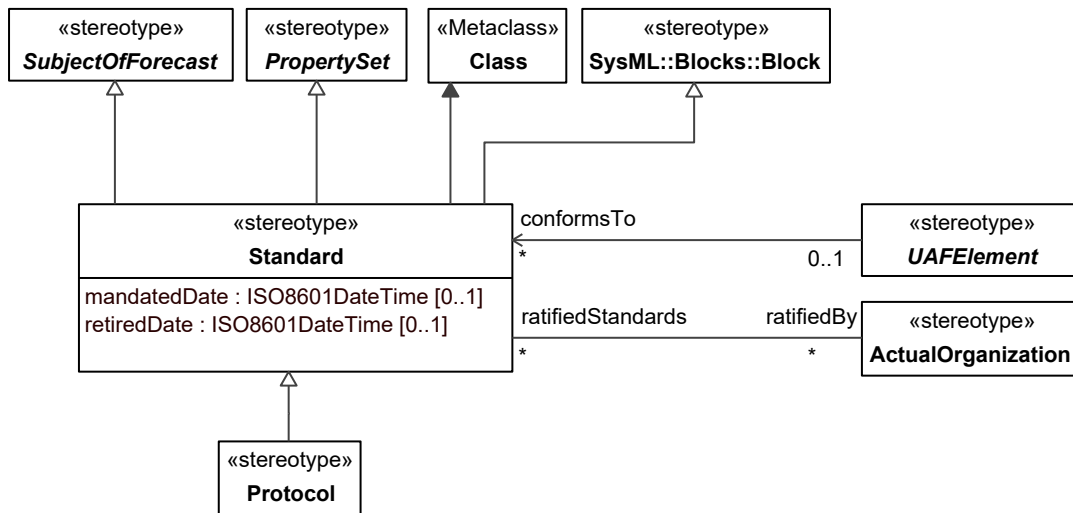 «stereotype»
SubjectOfForecast
«stereotype»
PropertySet
«Metaclass»
Class
«stereotype»
SysML::Blocks::Block
«stereotype»
Standard
mandatedDate : ISO8601DateTime [0..1]
retiredDate : ISO8601DateTime [0..1]
conformsTo
*
0..1
«stereotype»
UAFElement
ratifiedStandards
*
ratifiedBy
*
«stereotype»
ActualOrganization
«stereotype»
Protocol